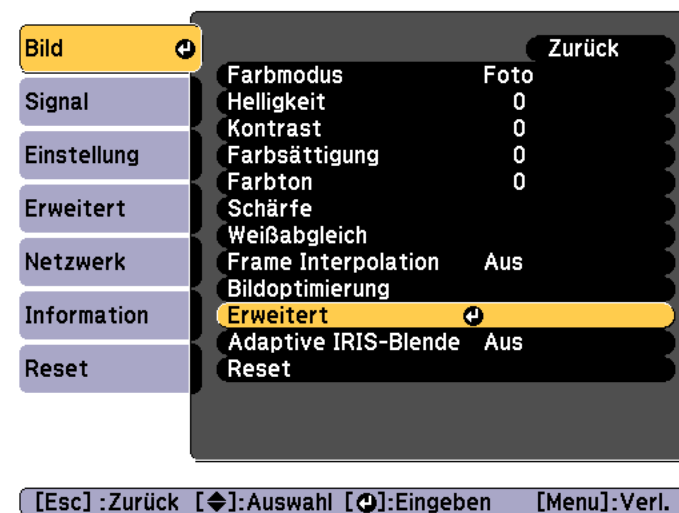 Bild
Signal
Einstellung
Erweitert
Netzwerk
Information
Reset
Zurück
Farbmodus Foto
Helligkeit 0
Kontrast 0
Farbsättigung 0
Farbton 0
Schärfe
Weißabgleich
Frame Interpolation Aus
Bildoptimierung
Erweitert
Adaptive IRIS-Blende Aus
Reset
[Esc] :Zurück [◆]:Auswahl [⏎]:Eingeben [Menu]:Verl.